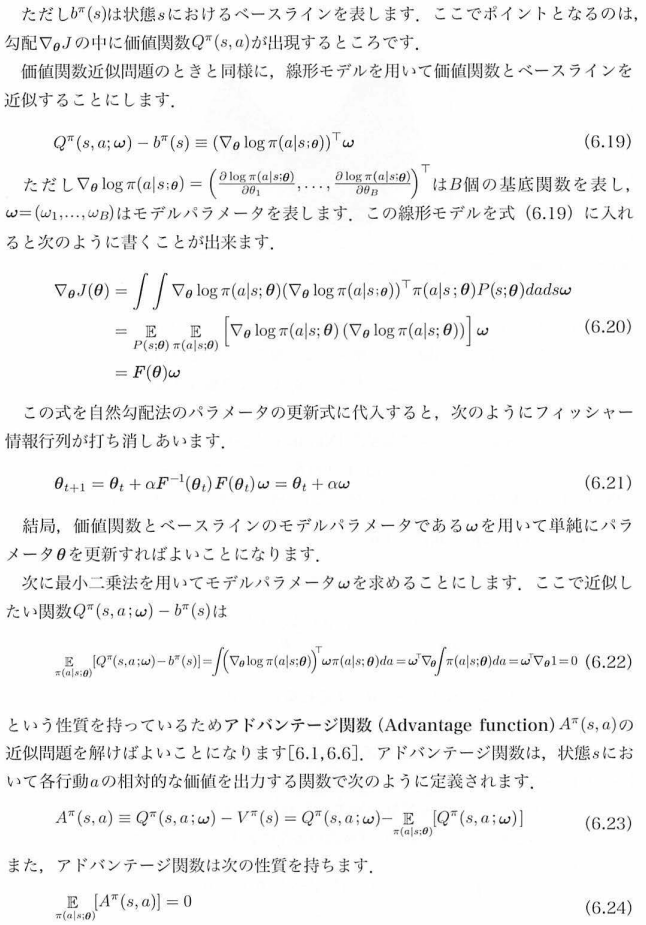 ただしb^π(s)は状態sにおけるベースラインを表します．ここでポイントとなるのは,
勾配∇_θJの中に価値関数Q^π(s,a)が出現するところです．
価値関数近似問題のときと同様に，線形モデルを用いて価値関数とベースラインを
近似することにします．
Q^π(s,a;ω) − b^π(s) ≡ (∇_θ log π(a|s;θ))^⊤ω (6.19)
ただし∇_θ log π(a|s;θ) = (∂ log π(a|s;θ)/∂θ_1, ..., ∂ log π(a|s;θ)/∂θ_B)^⊤はB個の基底関数を表し，
ω=(ω_1,...,ω_B)はモデルパラメータを表します．この線形モデルを式（6.19）に入れ
ると次のように書くことが出来ます．
∇_θJ(θ) = ∫∫ ∇_θ log π(a|s;θ)(∇_θ log π(a|s;θ))^⊤π(a|s;θ)P(s;θ)dadsω
= 𝔼_{P(s;θ)} 𝔼_{π(a|s;θ)} [∇_θ log π(a|s;θ) (∇_θ log π(a|s;θ))] ω (6.20)
= F(θ)ω
この式を自然勾配法のパラメータの更新式に代入すると，次のようにフィッシャー
情報行列が打ち消しあいます．
θ_{t+1} = θ_t + αF^{−1}(θ_t)F(θ_t)ω = θ_t + αω (6.21)
結局，価値関数とベースラインのモデルパラメータであるωを用いて単純にパラ
メータθを更新すればよいことになります．
次に最小二乗法を用いてモデルパラメータωを求めることにします．ここで近似し
たい関数Q^π(s,a;ω) − b^π(s)は
𝔼_{π(a|s;θ)}[Q^π(s,a;ω)−b^π(s)]=∫(∇_θ log π(a|s;θ))^⊤ωπ(a|s;θ)da=ω^⊤∇_θ∫π(a|s;θ)da=ω^⊤∇_θ1=0 (6.22)
という性質を持っているためアドバンテージ関数（Advantage function）A^π(s,a)の
近似問題を解けばよいことになります[6.1,6.6]．アドバンテージ関数は，状態sにお
いて各行動aの相対的な価値を出力する関数で次のように定義されます．
A^π(s,a) ≡ Q^π(s,a;ω) − V^π(s) = Q^π(s,a;ω)− 𝔼_{π(a|s;θ)}[Q^π(s,a;ω)] (6.23)
また，アドバンテージ関数は次の性質を持ちます．
𝔼_{π(a|s;θ)}[A^π(s,a)] = 0 (6.24)